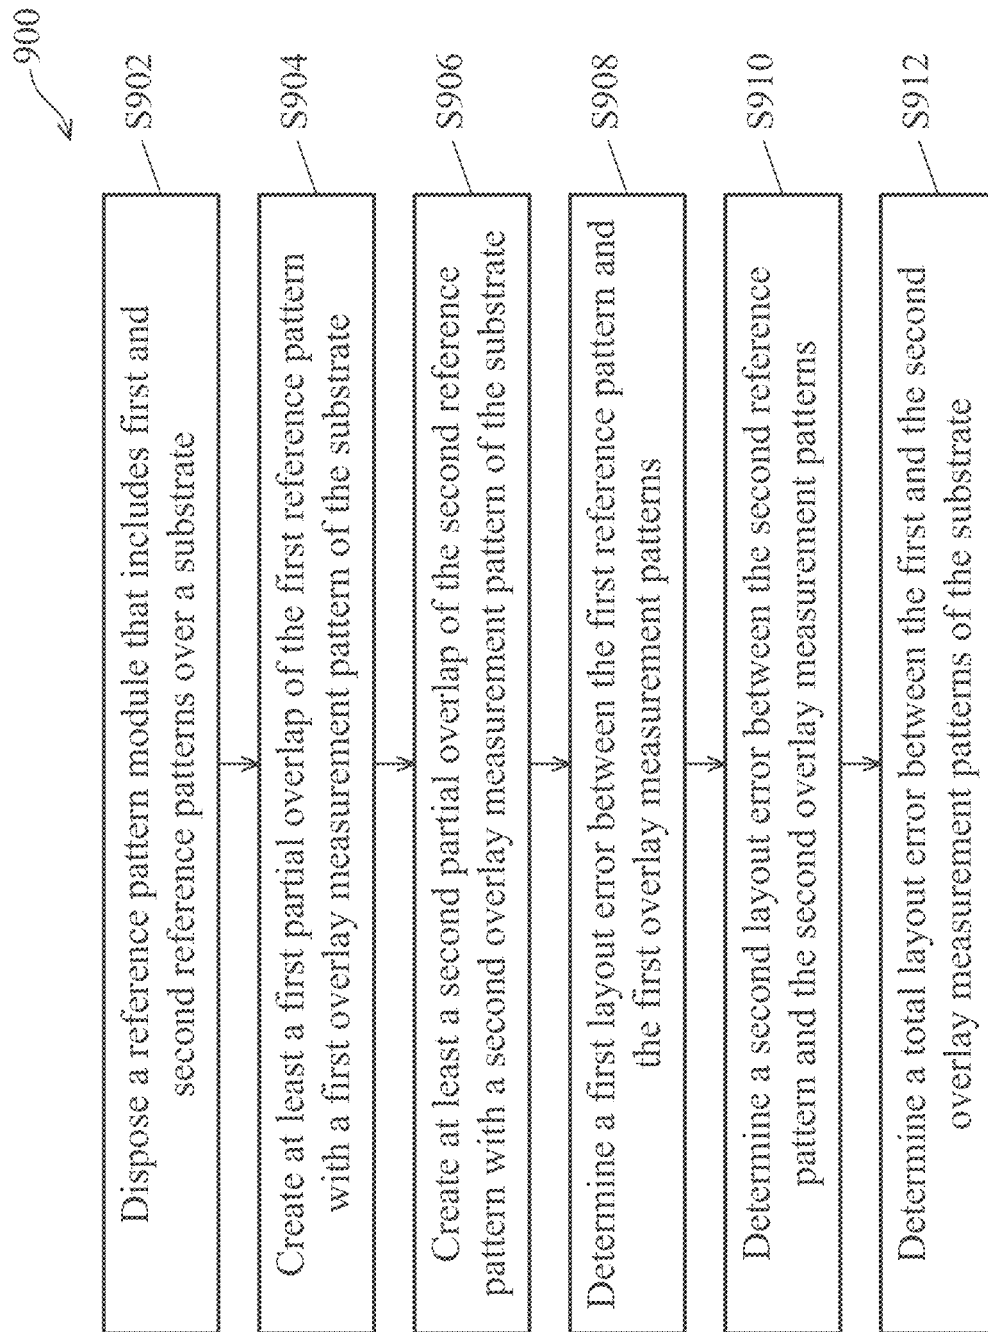 900
Dispose a reference pattern module that includes first and
second reference patterns over a substrate
S902
Create at least a first partial overlap of the first reference pattern
with a first overlay measurement pattern of the substrate
S904
Create at least a second partial overlap of the second reference
pattern with a second overlay measurement pattern of the substrate
S906
Determine a first layout error between the first reference pattern and
the first overlay measurement patterns
S908
Determine a second layout error between the second reference
pattern and the second overlay measurement patterns
S910
Determine a total layout error between the first and the second
overlay measurement patterns of the substrate
S912